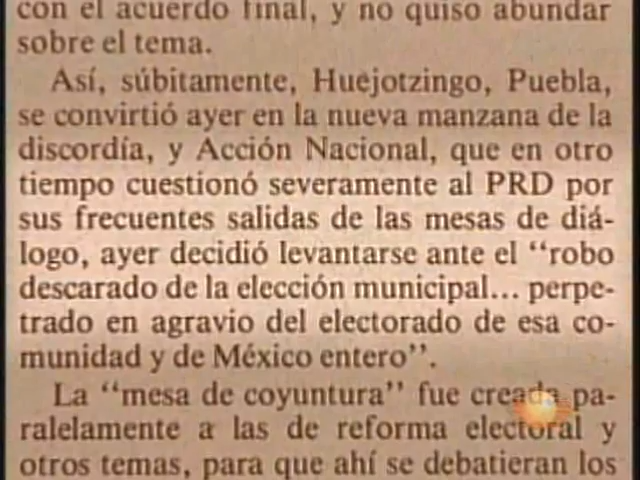 con el acuerdo final, y no quiso abundar
sobre el tema.
Así, súbitamente, Huejotzingo, Puebla,
se convirtió ayer en la nueva manzana de la
discordía, y Acción Nacional, que en otro
tiempo cuestionó severamente al PRD por
sus frecuentes salidas de las mesas de diá-
logo, ayer decidió levantarse ante el “robo
descarado de la elección municipal... perpe-
trado en agravio del electorado de esa co-
munidad y de México entero”.
La “mesa de coyuntura” fue creada pa-
ralelamente a las de reforma electoral y
otros temas, para que ahí se debatieran los